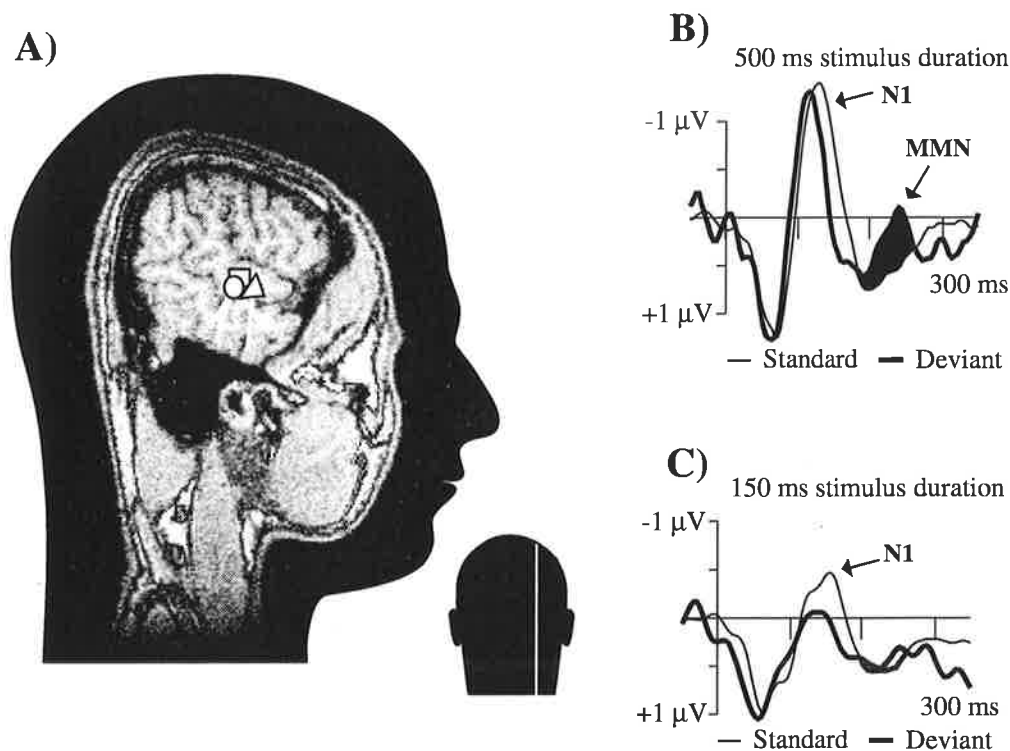 A)
B)
500 ms stimulus duration
N1
-1 µV
MMN
300 ms
+1 µV
Standard Deviant
C)
150 ms stimulus duration
-1 µV
N1
300 ms
+1 µV
Standard Deviant